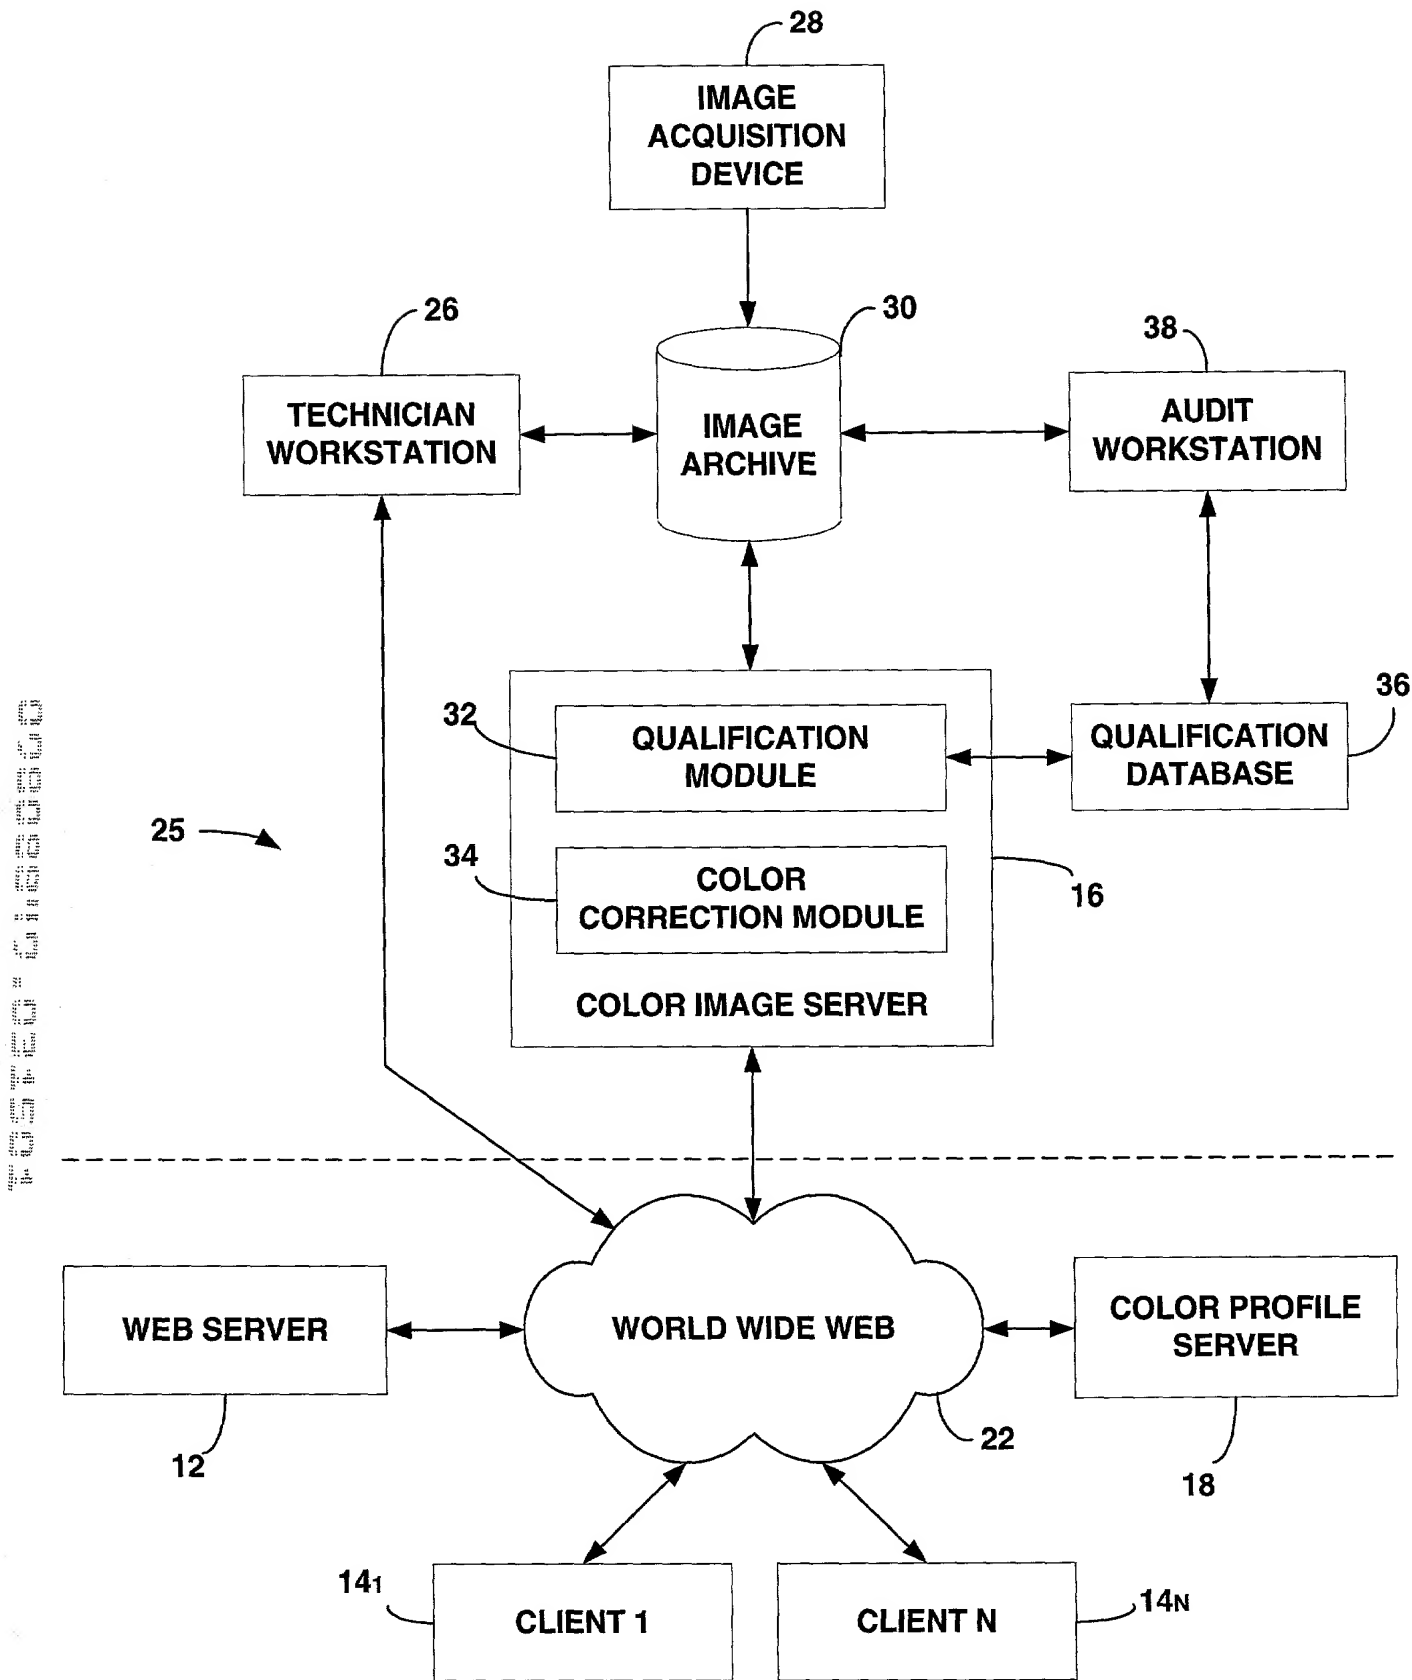 28
IMAGE
ACQUISITION
DEVICE
26
30
38
TECHNICIAN
WORKSTATION
IMAGE
ARCHIVE
AUDIT
WORKSTATION
32
QUALIFICATION
MODULE
36
QUALIFICATION
DATABASE
25
34
COLOR
CORRECTION MODULE
16
COLOR IMAGE SERVER
WEB SERVER
WORLD WIDE WEB
COLOR PROFILE
SERVER
12
22
18
141
CLIENT 1
CLIENT N
14N